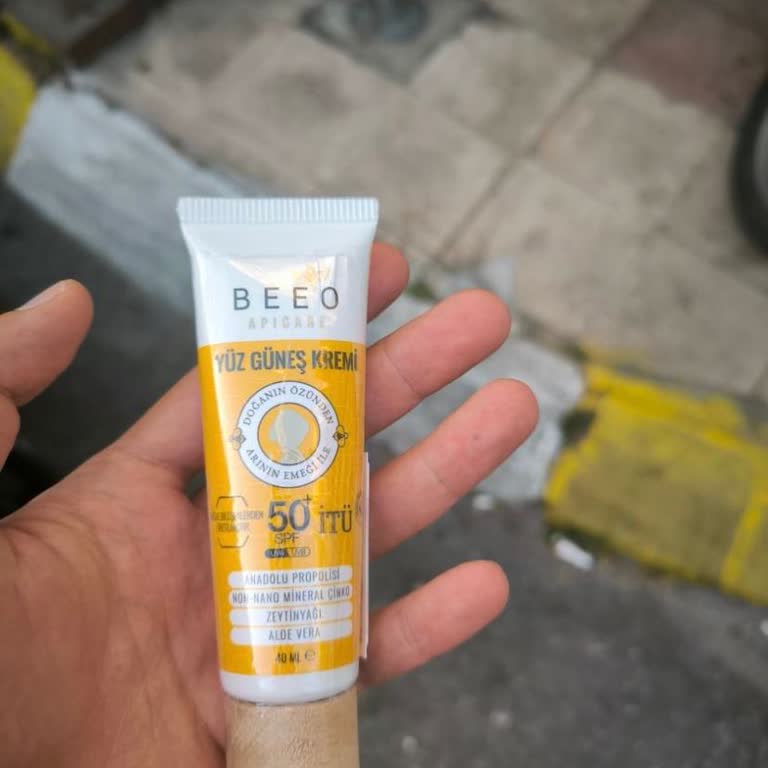 BEEO
APICARE
YÜZ GÜNEŞ KREMİ
DOĞANIN ÖZÜNDEN
ARININ EMEĞİ İLE
50+
SPF
İTÜ
ANADOLU PROPOLİSİ
NON-NANO MİNERAL ÇİNKO
ZEYTİNYAĞI
ALOE VERA
40 ML e